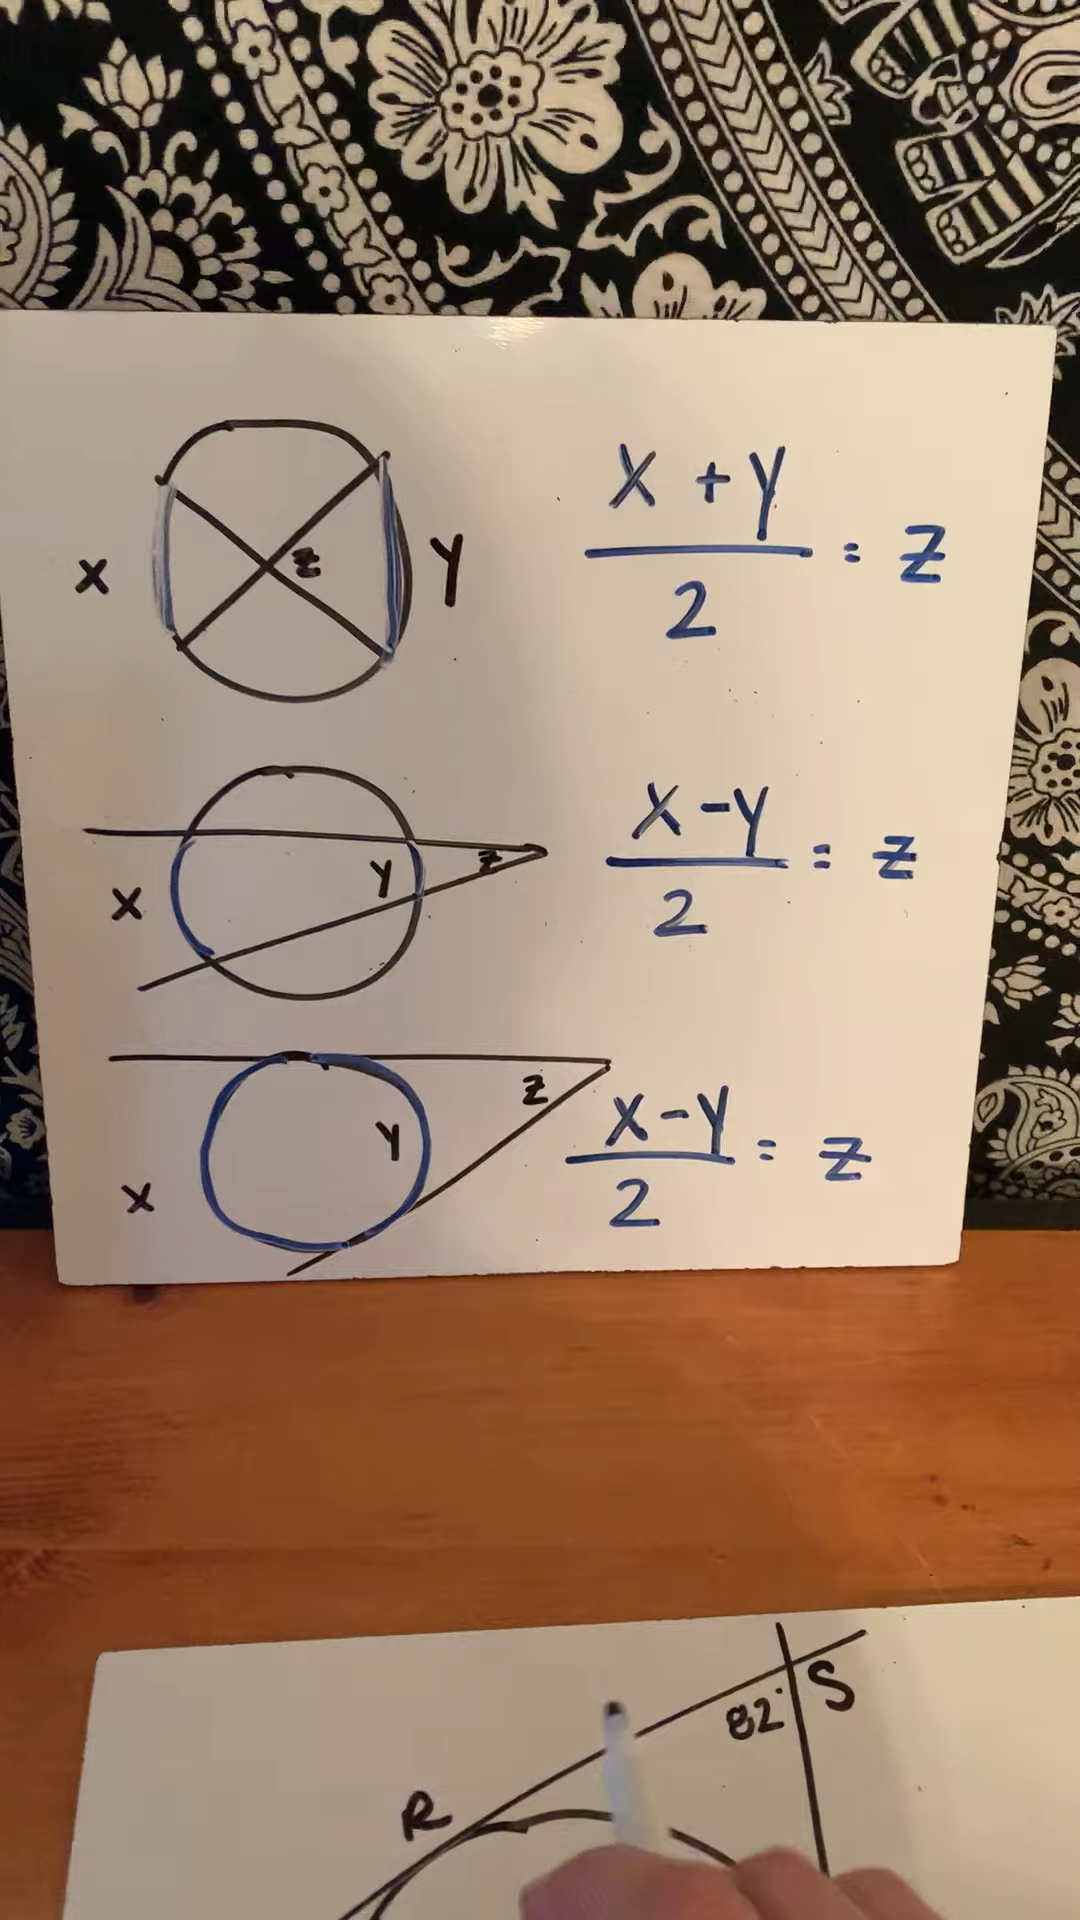 X + Y
X Z Y = Z
2
X - Y
X Y Z = Z
2
Z
X - Y
X Y = Z
2
S
82°
R